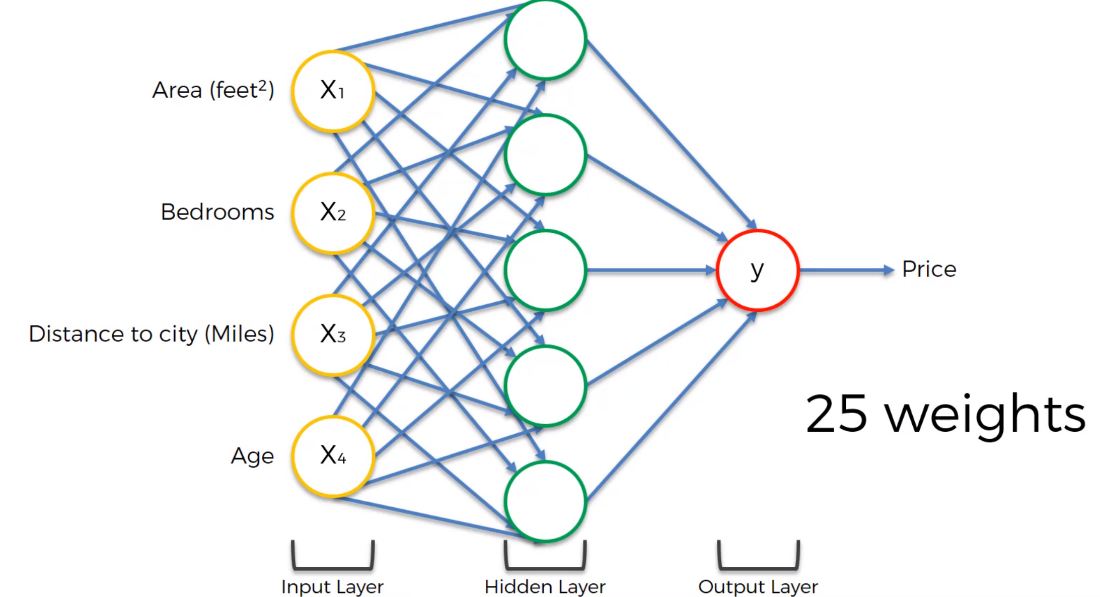 Area (feet²)
X₁
Bedrooms
X₂
y
Price
Distance to city (Miles)
X₃
25 weights
Age
X₄
Input Layer
Hidden Layer
Output Layer